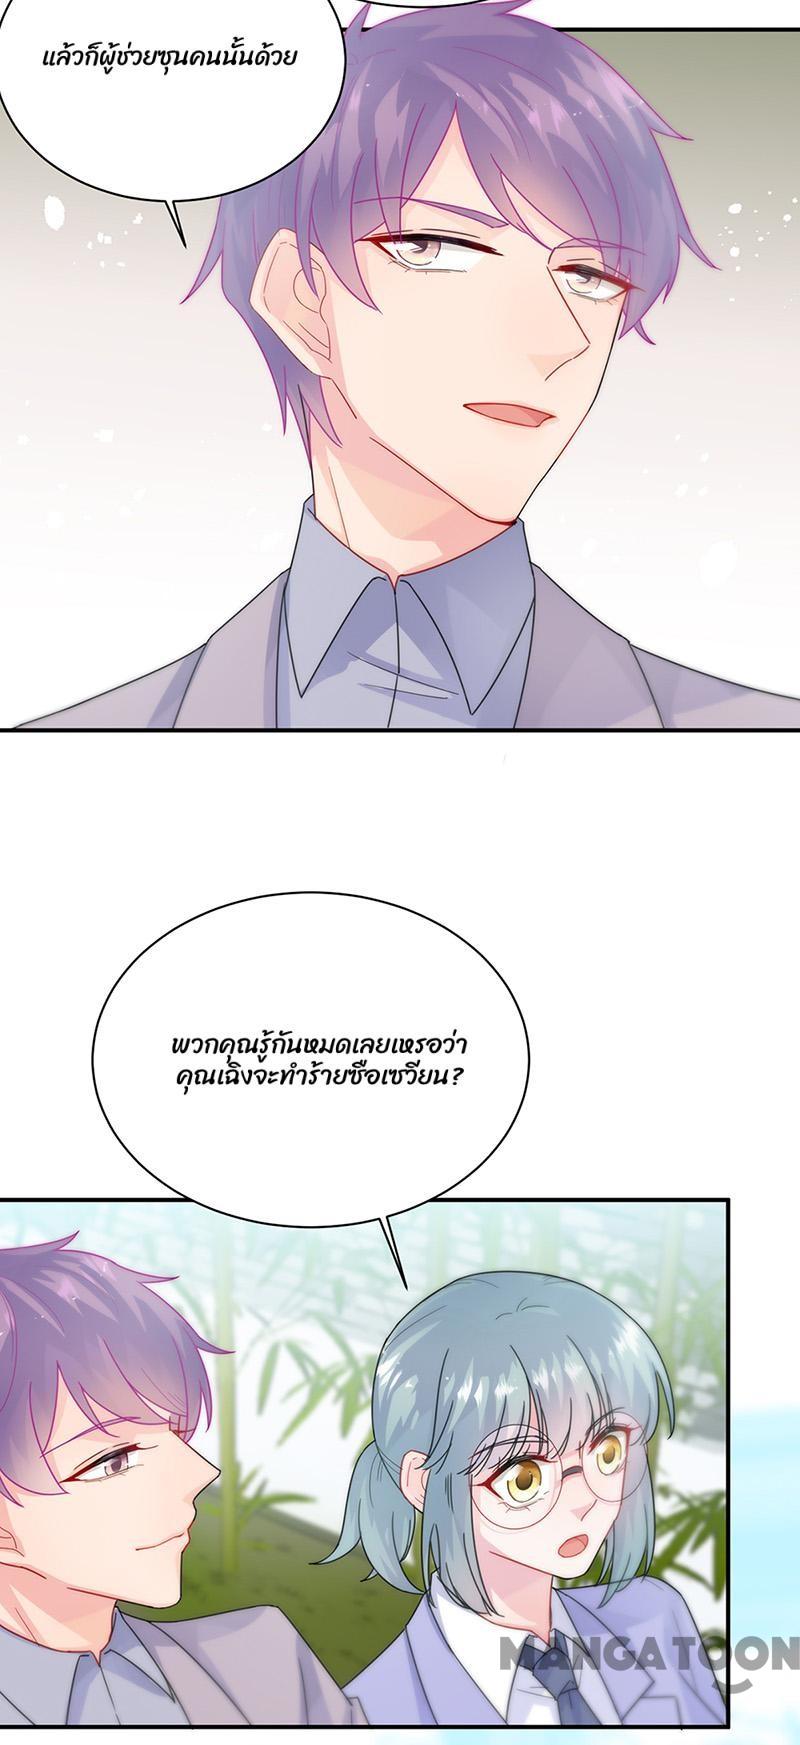 แล้วก็ผู้ช่วยซุนคนนั้นด้วย
พวกคุณรู้กันหมดเลยเหรอว่า
คุณเฉิงจะทำร้ายซือเซวียน?
MANGATOON